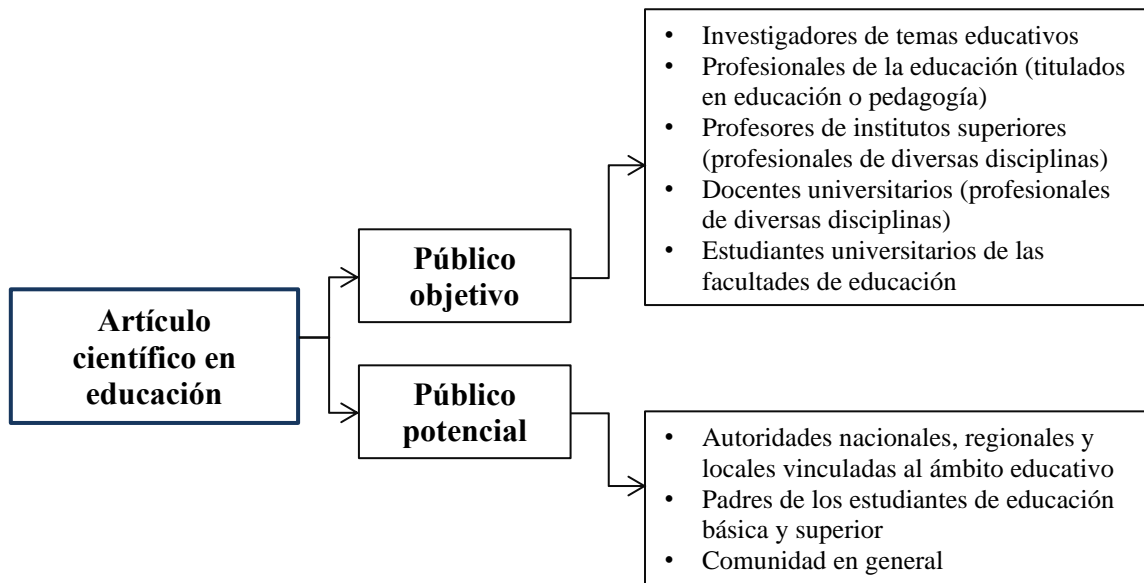 Artículo
científico en
educación
Público
objetivo
• Investigadores de temas educativos
• Profesionales de la educación (titulados
en educación o pedagogía)
• Profesores de institutos superiores
(profesionales de diversas disciplinas)
• Docentes universitarios (profesionales
de diversas disciplinas)
• Estudiantes universitarios de las
facultades de educación
Público
potencial
• Autoridades nacionales, regionales y
locales vinculadas al ámbito educativo
• Padres de los estudiantes de educación
básica y superior
• Comunidad en general